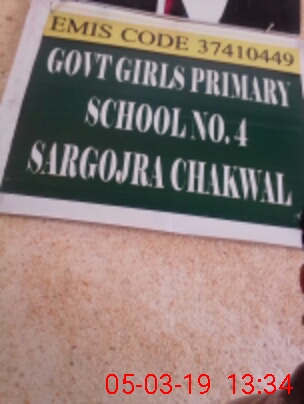 EMIS CODE 37410449
GOVT GIRLS PRIMARY
SCHOOL NO. 4
SARGOJRA CHAKWAL
05-03-19 13:34